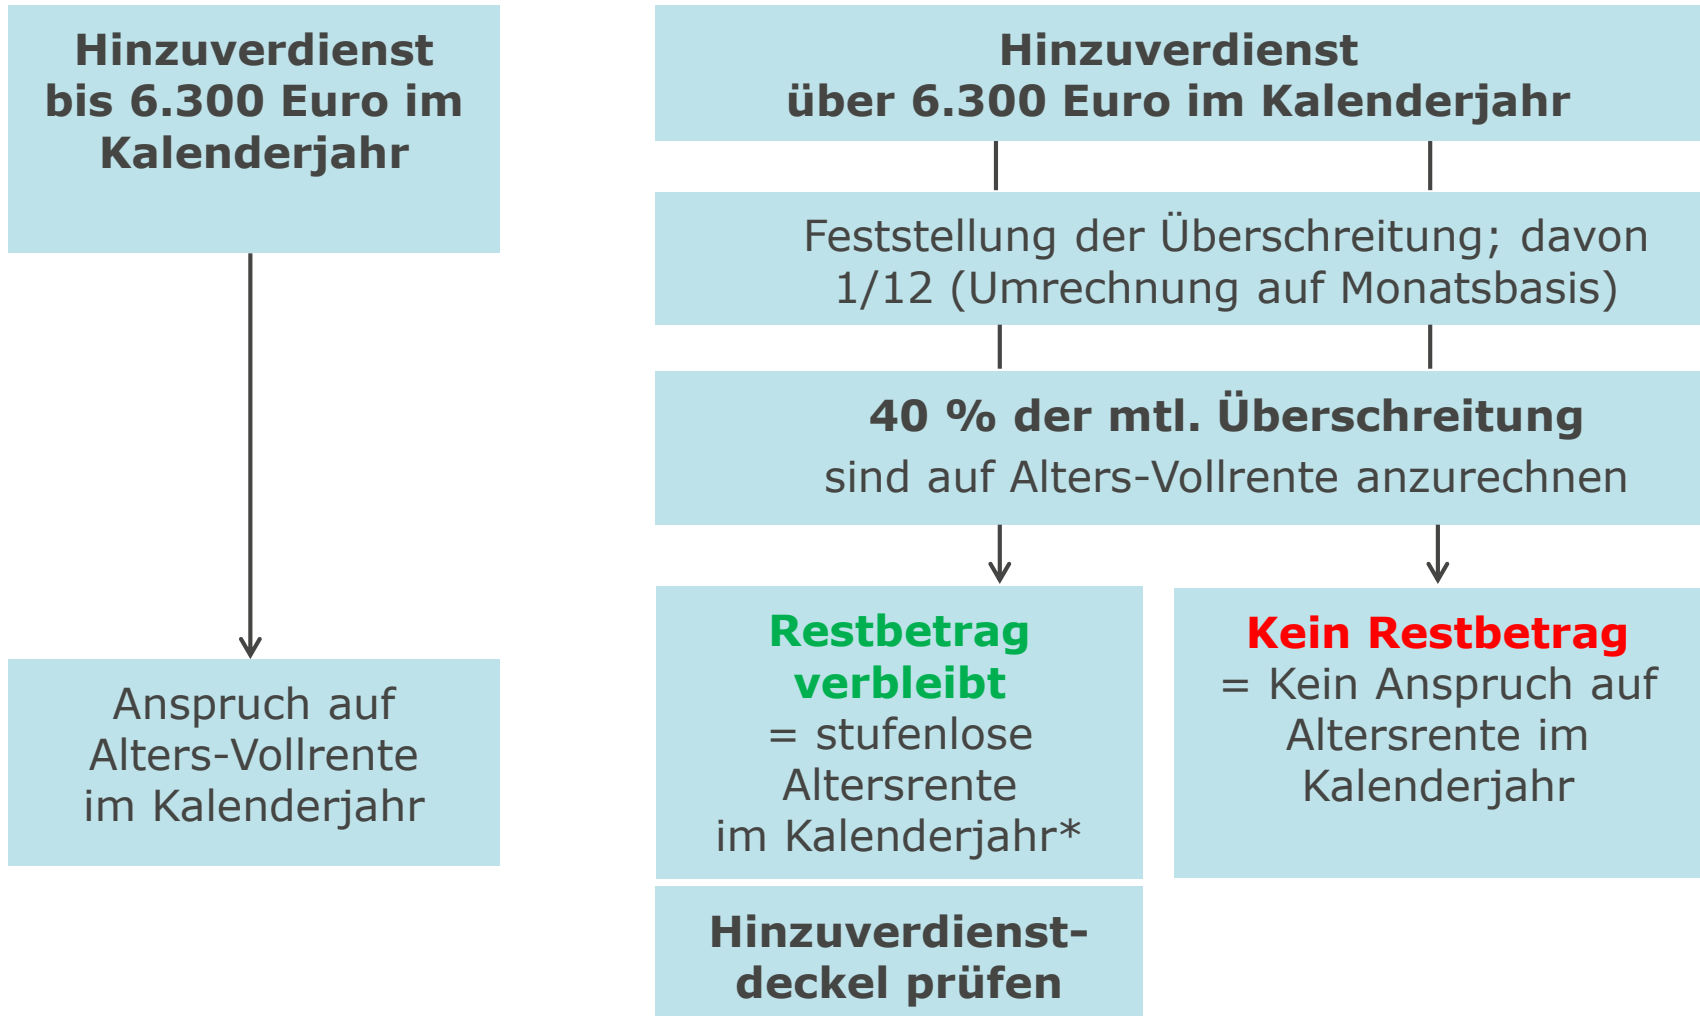 Hinzuverdienst
bis 6.300 Euro im
Kalenderjahr
Anspruch auf
Alters-Vollrente
im Kalenderjahr
Hinzuverdienst
über 6.300 Euro im Kalenderjahr
Feststellung der Überschreitung; davon
1/12 (Umrechnung auf Monatsbasis)
40 % der mtl. Überschreitung
sind auf Alters-Vollrente anzurechnen
Restbetrag
verbleibt
= stufenlose
Altersrente
im Kalenderjahr*
Hinzuverdienst-
deckel prüfen
Kein Restbetrag
= Kein Anspruch auf
Altersrente im
Kalenderjahr